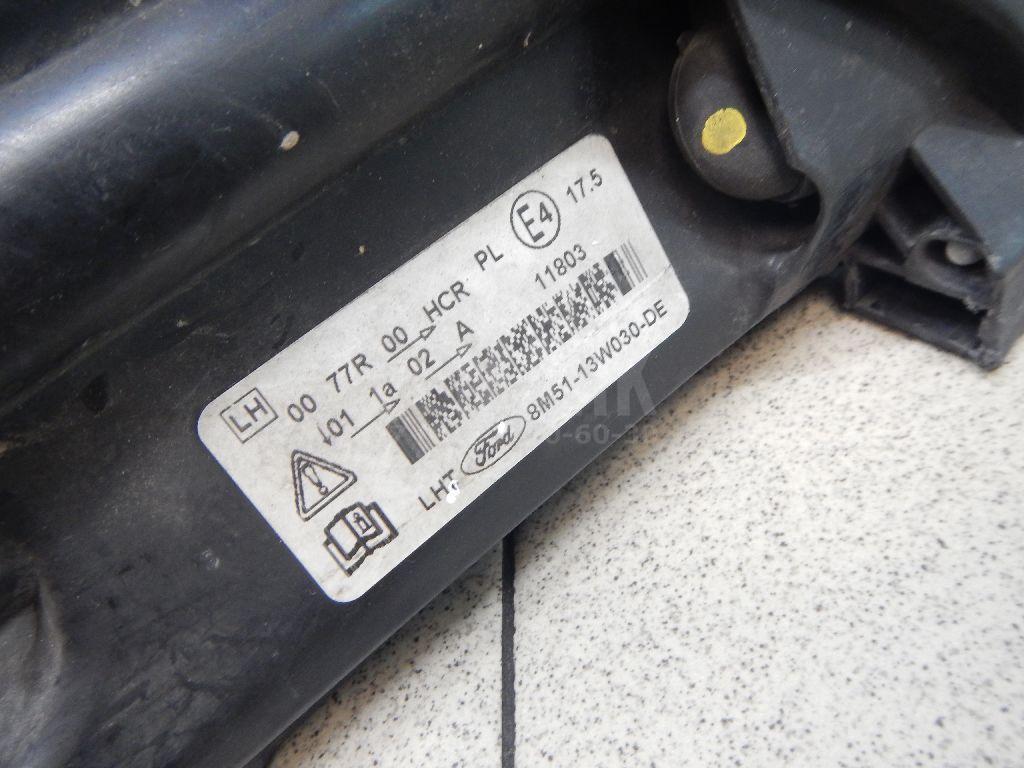 LH 00 77R 00 HCR PL E4 17.5
01 1a 02 A 11803
LHT Ford 8M51-13W030-DE